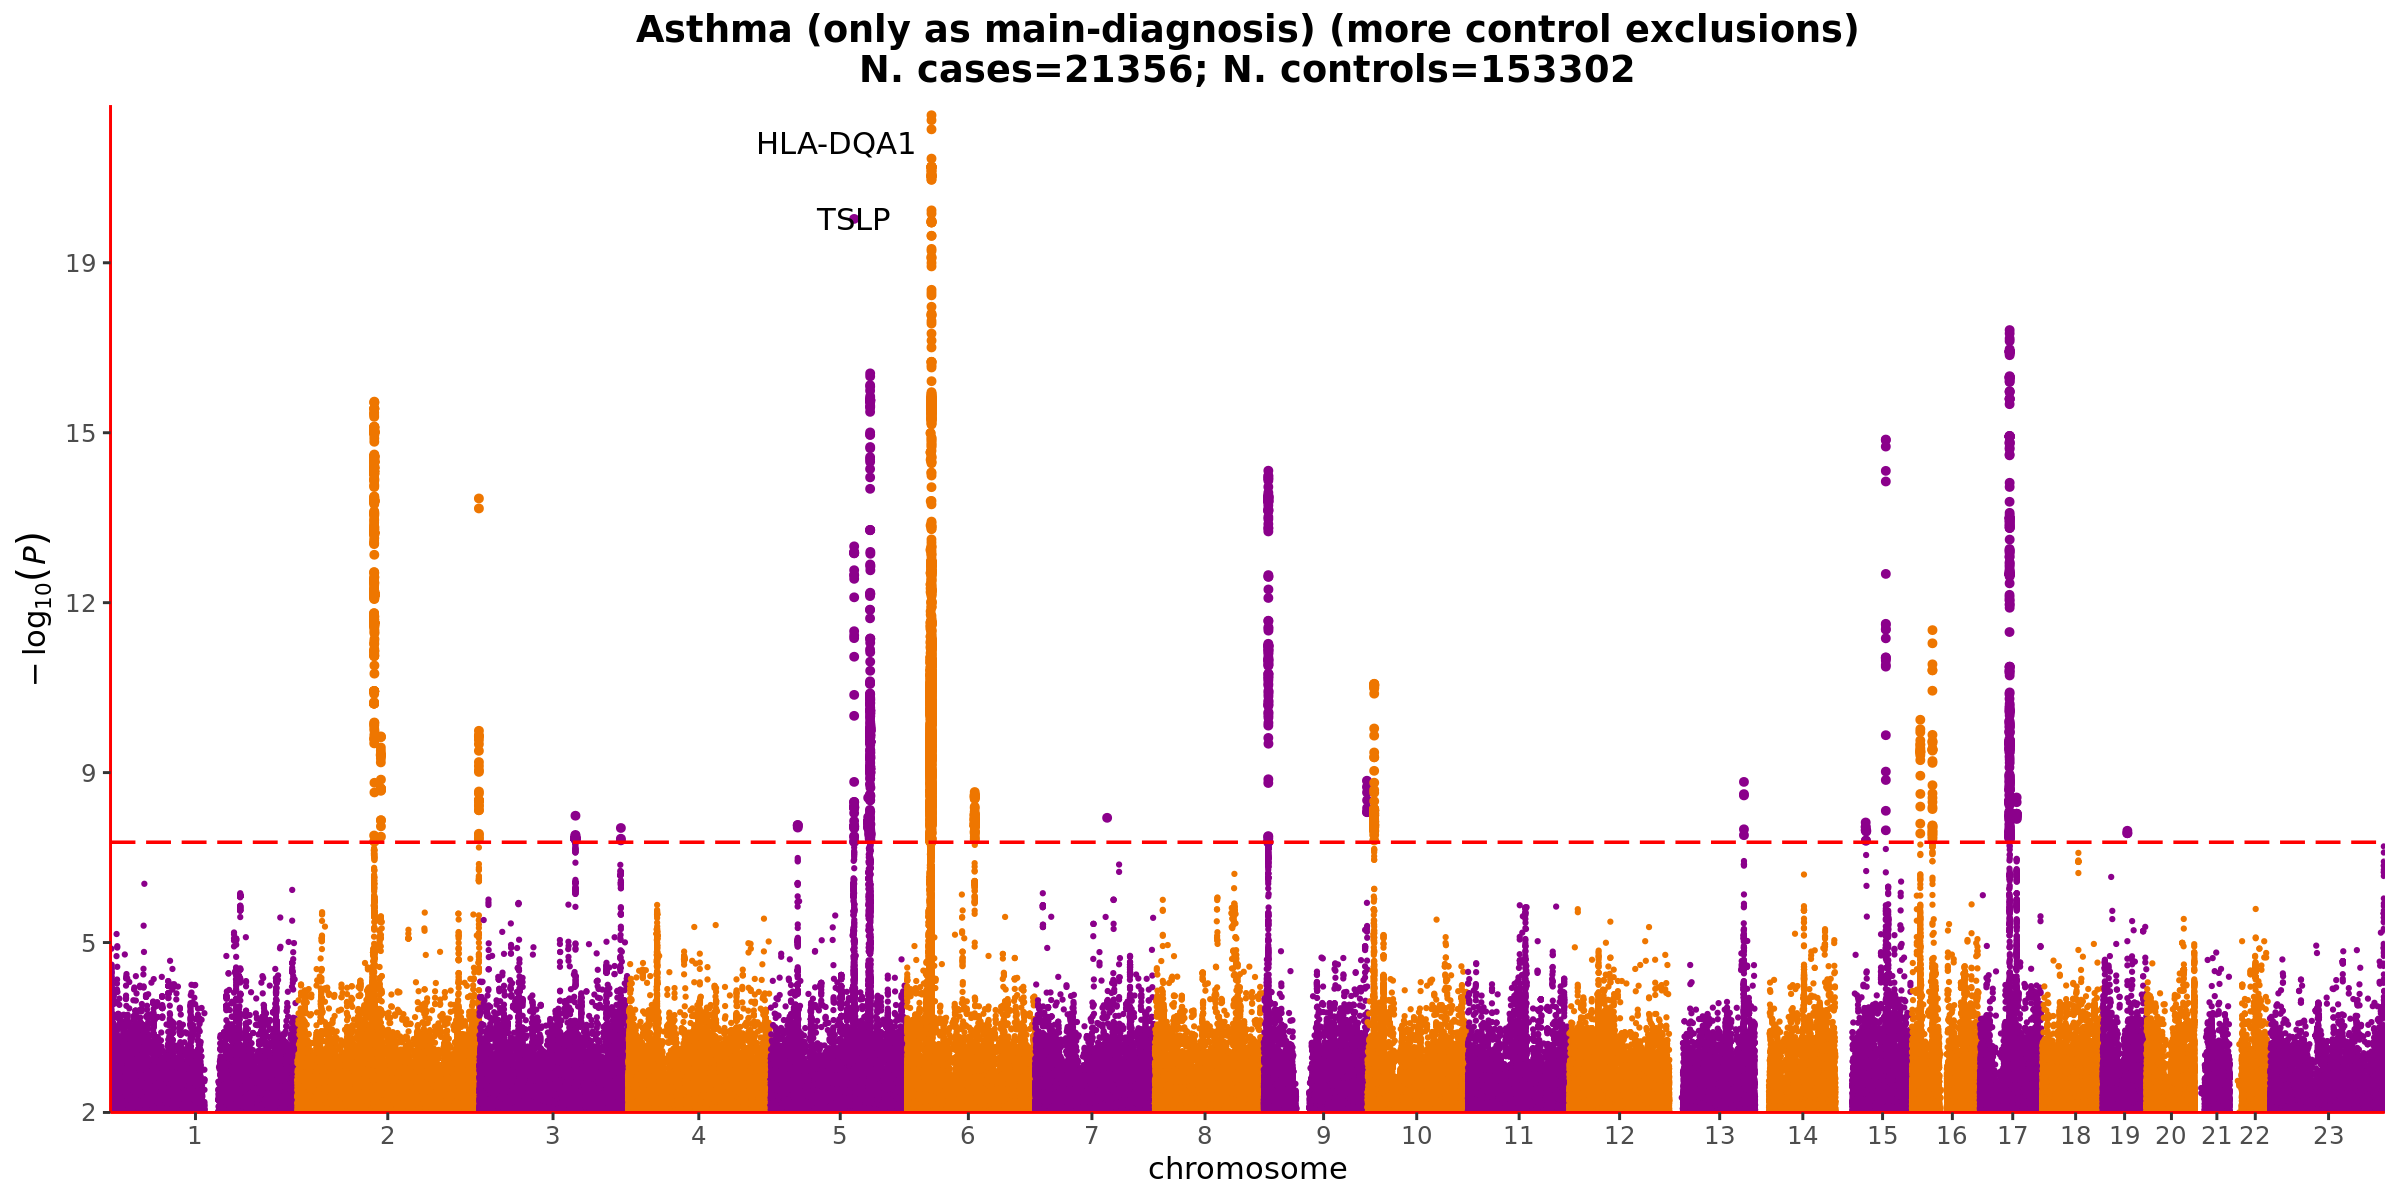 Asthma (only as main-diagnosis) (more control exclusions)
N. cases=21356; N. controls=153302
HLA-DQA1
TSLP
19
15
12
9
5
2
−log10(P)
1 2 3 4 5 6 7 8 9 10 11 12 13 14 15 16 17 18 19 20 21 22 23
chromosome